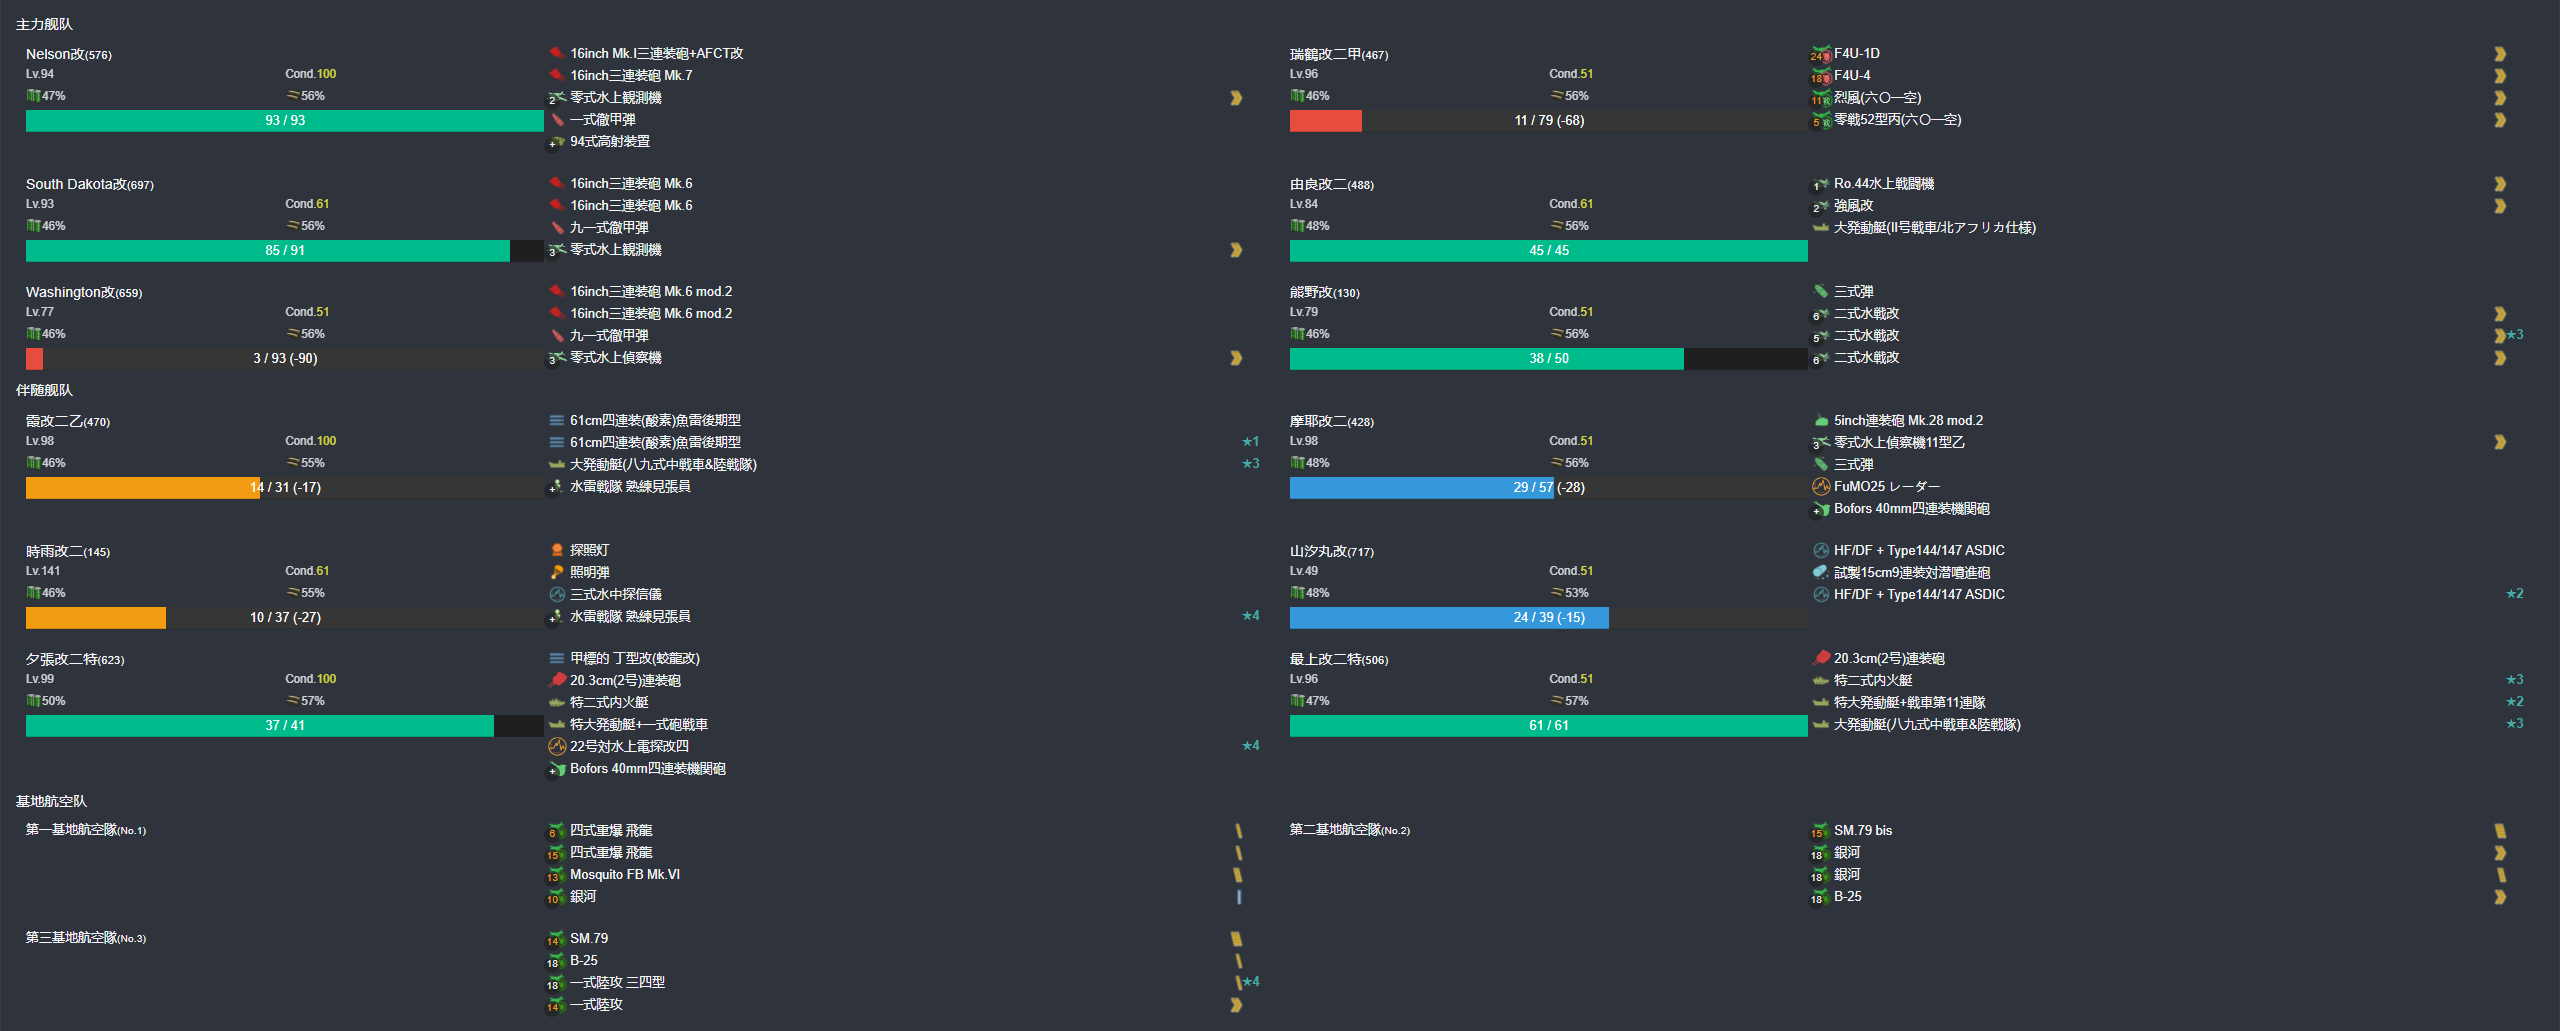 主力舰队
Nelson改(576)
Lv.94 Cond.100
47% 56%
93 / 93
16inch Mk.I三連装砲+AFCT改
16inch三連装砲 Mk.7
2 零式水上観測機
一式徹甲弾
+ 94式高射装置
瑞鶴改二甲(467)
Lv.96 Cond.51
46% 56%
11 / 79 (-68)
24 F4U-1D
18 F4U-4
11 烈風(六〇一空)
5 零戦52型丙(六〇一空)
South Dakota改(697)
Lv.93 Cond.61
46% 56%
85 / 91
16inch三連装砲 Mk.6
16inch三連装砲 Mk.6
九一式徹甲弾
3 零式水上観測機
由良改二(488)
Lv.84 Cond.61
48% 56%
45 / 45
1 Ro.44水上戦闘機
2 強風改
大発動艇(II号戦車/北アフリカ仕様)
Washington改(659)
Lv.77 Cond.51
46% 56%
3 / 93 (-90)
16inch三連装砲 Mk.6 mod.2
16inch三連装砲 Mk.6 mod.2
九一式徹甲弾
3 零式水上偵察機
熊野改(130)
Lv.79 Cond.51
46% 56%
38 / 50
三式弾
6 二式水戦改
5 二式水戦改 ★3
6 二式水戦改
伴随舰队
霞改二乙(470)
Lv.98 Cond.100
46% 55%
14 / 31 (-17)
61cm四連装(酸素)魚雷後期型
61cm四連装(酸素)魚雷後期型 ★1
大発動艇(八九式中戦車&陸戦隊) ★3
+ 水雷戦隊 熟練見張員
摩耶改二(428)
Lv.98 Cond.51
48% 56%
29 / 57 (-28)
5inch連装砲 Mk.28 mod.2
3 零式水上偵察機11型乙
三式弾
FuMO25 レーダー
+ Bofors 40mm四連装機関砲
時雨改二(145)
Lv.141 Cond.61
46% 55%
10 / 37 (-27)
探照灯
照明弾
三式水中探信儀
+ 水雷戦隊 熟練見張員 ★4
山汐丸改(717)
Lv.49 Cond.51
48% 53%
24 / 39 (-15)
HF/DF + Type144/147 ASDIC
試製15cm9連装対潜噴進砲
HF/DF + Type144/147 ASDIC ★2
夕張改二特(623)
Lv.99 Cond.100
50% 57%
37 / 41
甲標的 丁型改(蛟龍改)
20.3cm(2号)連装砲
特二式内火艇
特大発動艇+一式砲戦車
22号対水上電探改四 ★4
+ Bofors 40mm四連装機関砲
最上改二特(506)
Lv.96 Cond.51
47% 57%
61 / 61
20.3cm(2号)連装砲
特二式内火艇 ★3
特大発動艇+戦車第11連隊 ★2
大発動艇(八九式中戦車&陸戦隊) ★3
基地航空队
第一基地航空隊(No.1)
6 四式重爆 飛龍
15 四式重爆 飛龍
13 Mosquito FB Mk.VI
10 銀河
第二基地航空隊(No.2)
15 SM.79 bis
18 銀河
18 銀河
18 B-25
第三基地航空隊(No.3)
14 SM.79
18 B-25
18 一式陸攻 三四型 ★4
14 一式陸攻